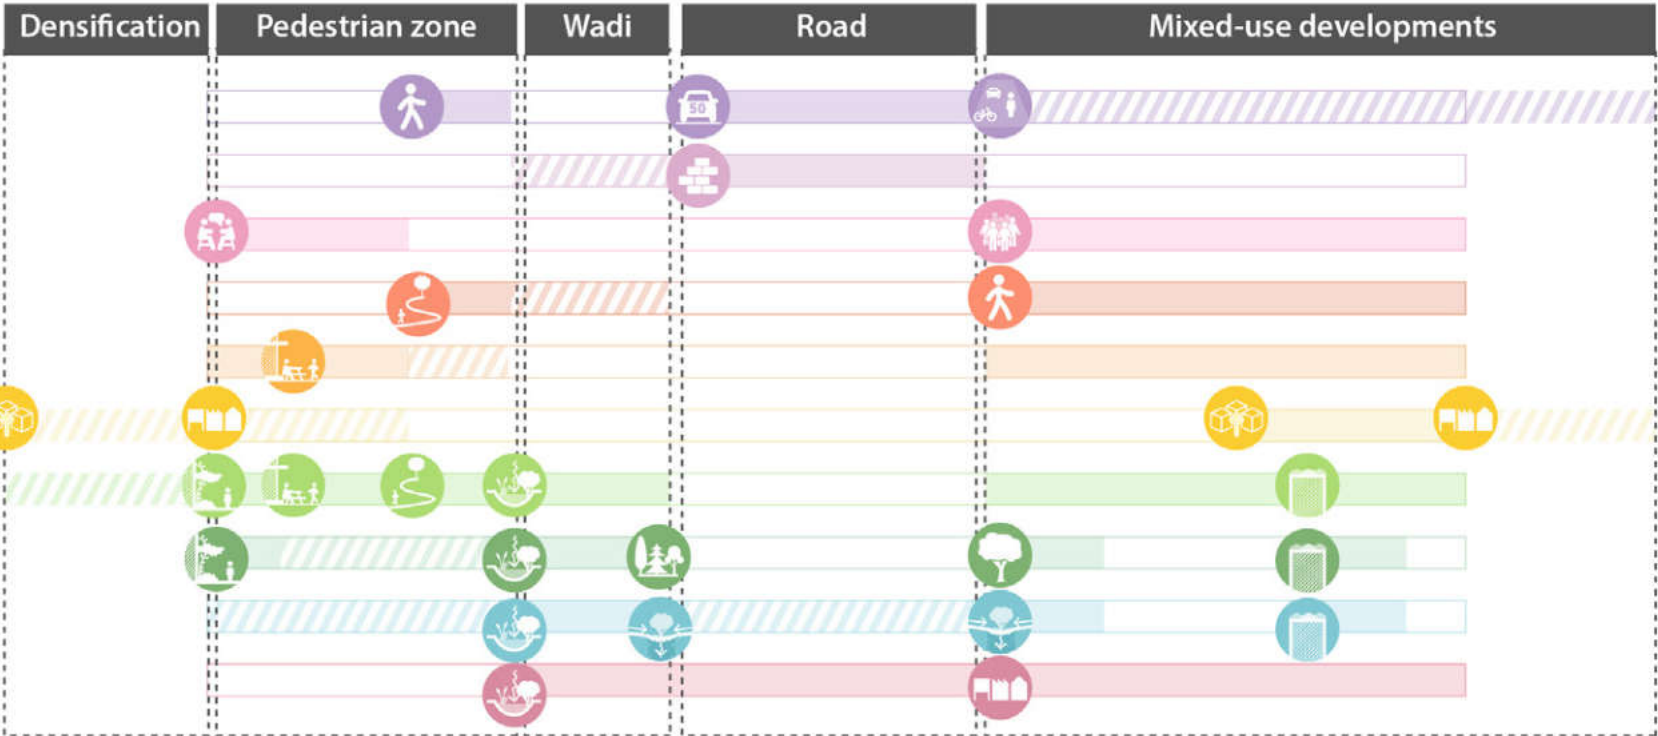 Densification
Pedestrian zone
Wadi
Road
Mixed-use developments
50